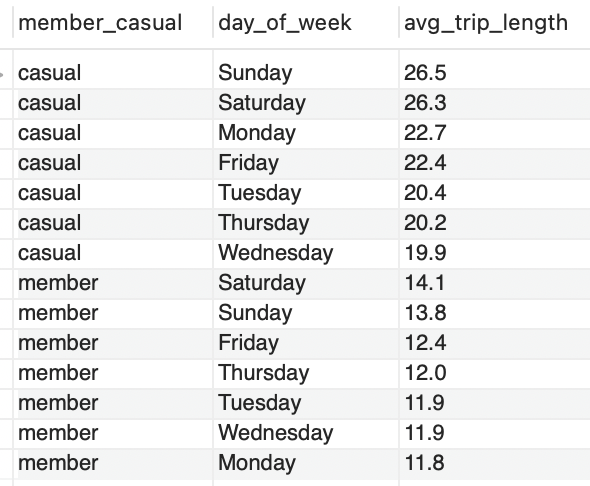 member_casual day_of_week avg_trip_length
casual Sunday 26.5
casual Saturday 26.3
casual Monday 22.7
casual Friday 22.4
casual Tuesday 20.4
casual Thursday 20.2
casual Wednesday 19.9
member Saturday 14.1
member Sunday 13.8
member Friday 12.4
member Thursday 12.0
member Tuesday 11.9
member Wednesday 11.9
member Monday 11.8